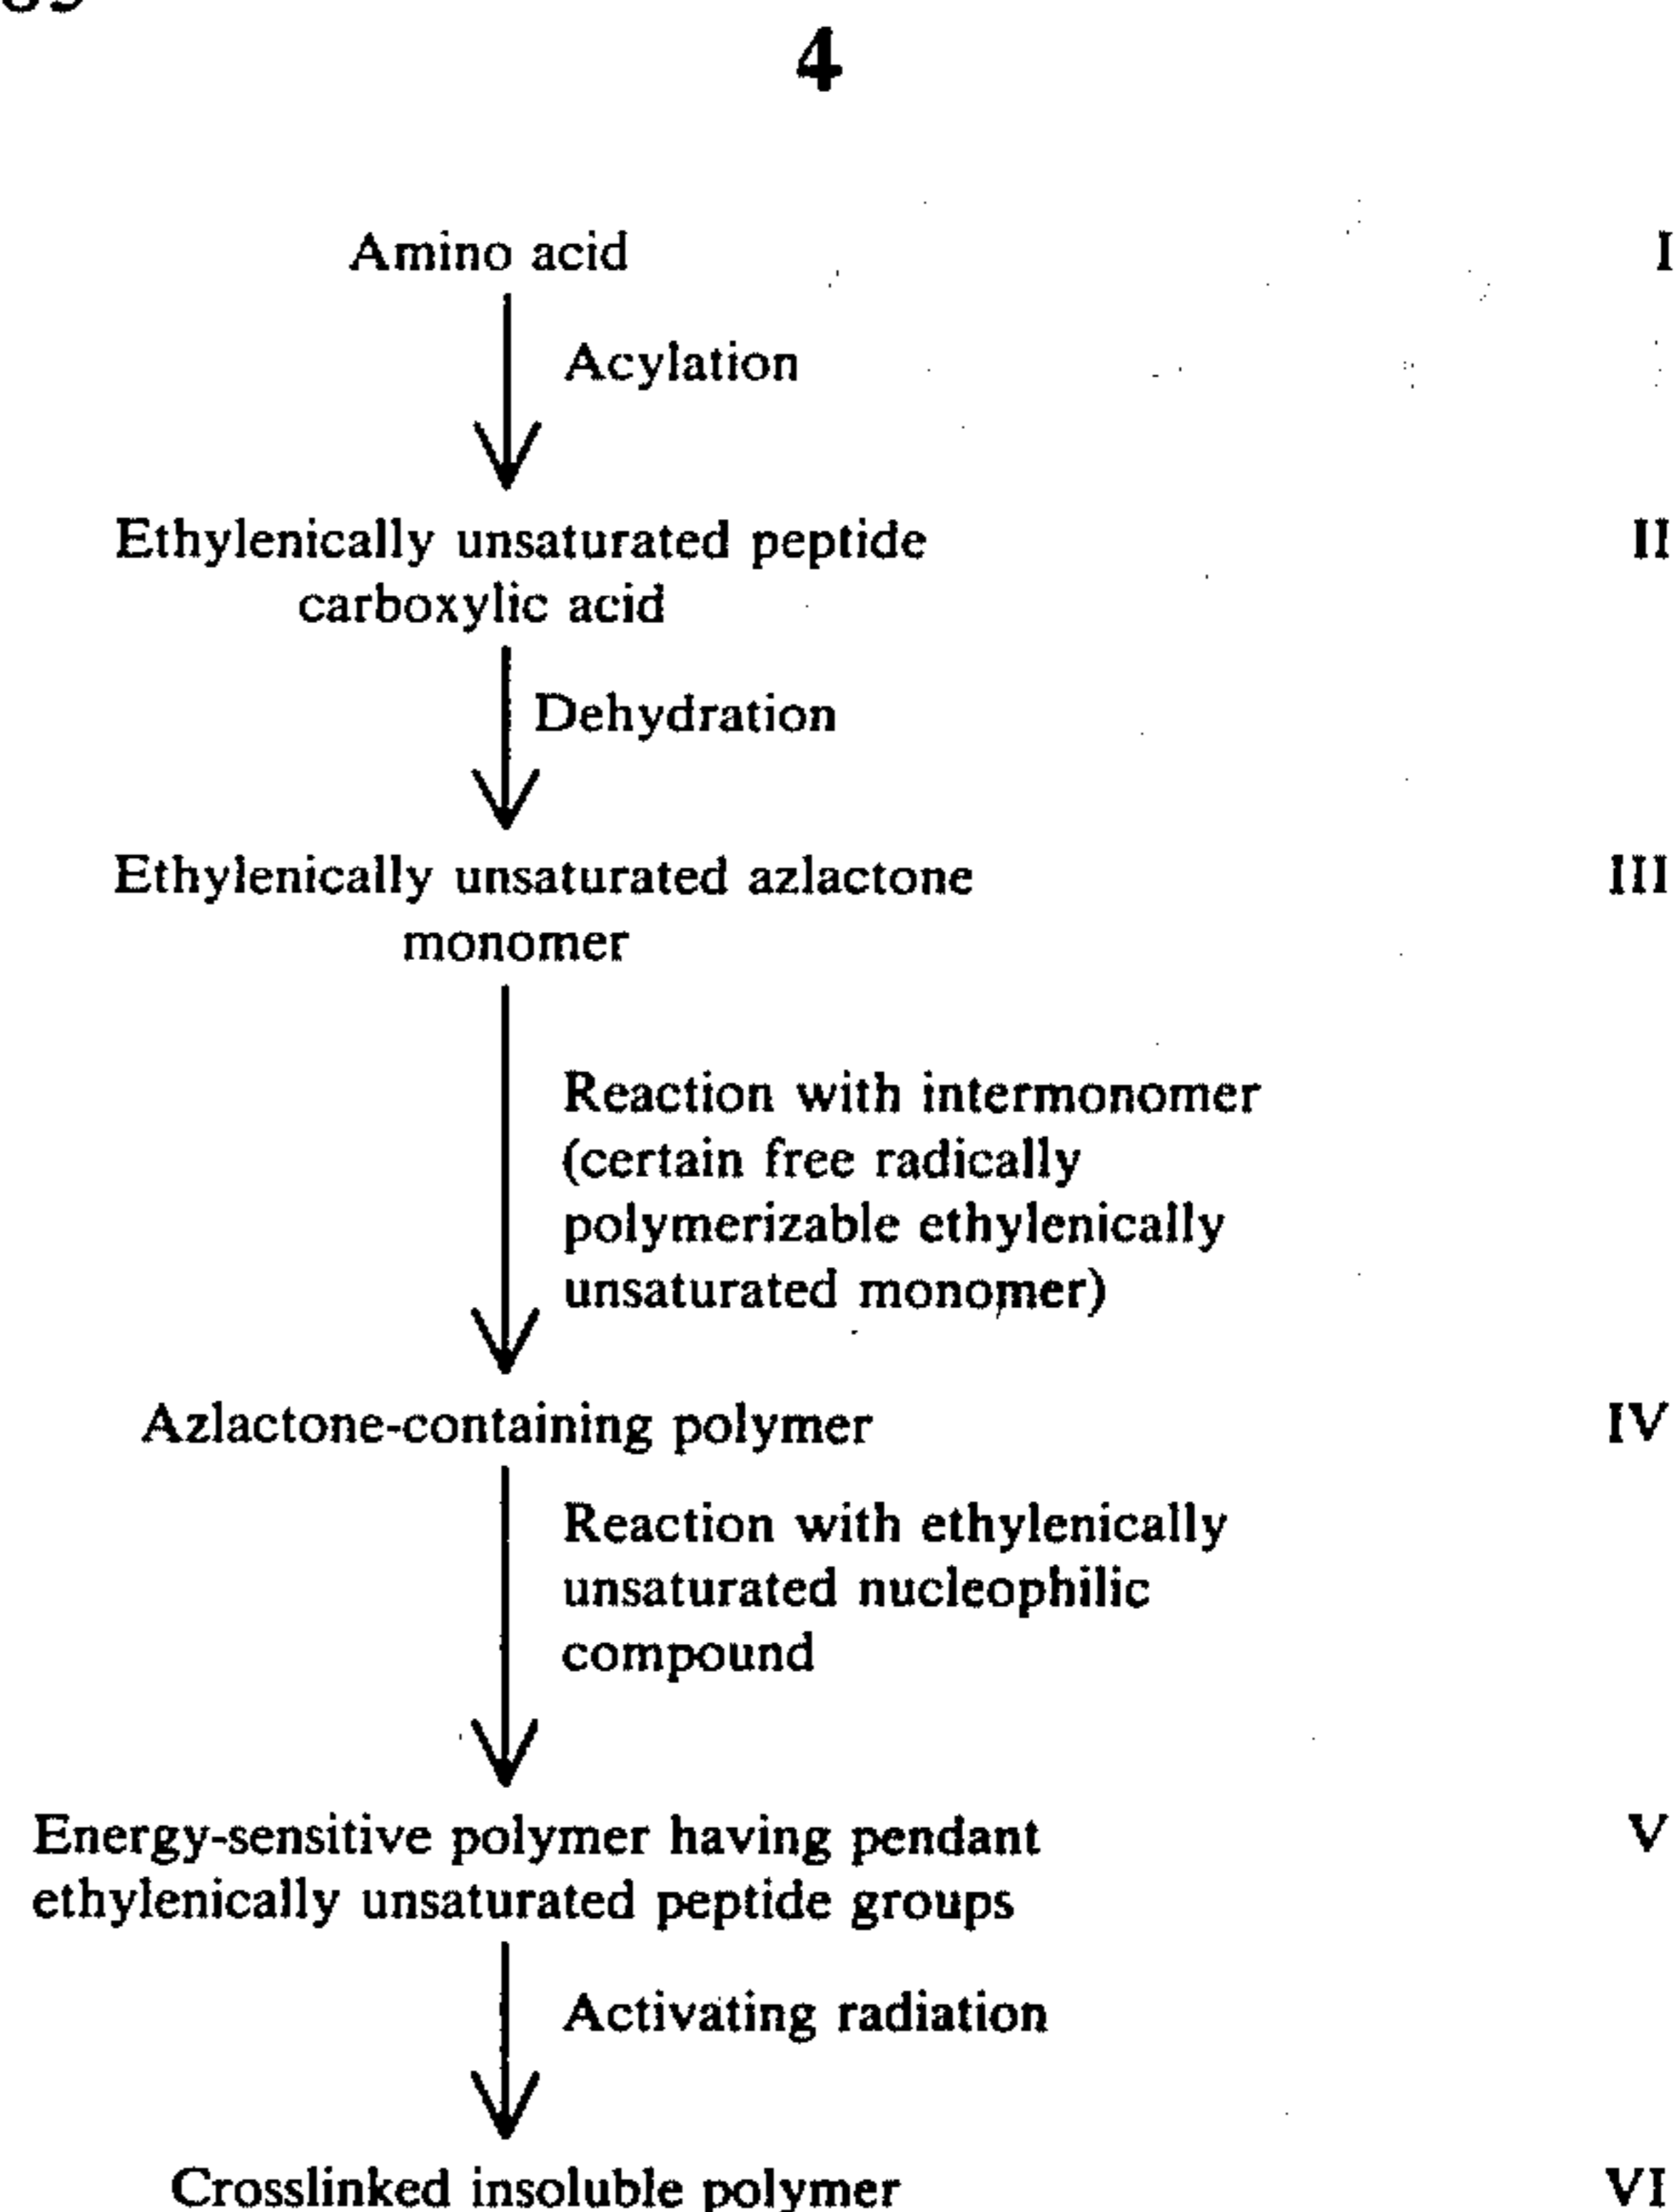 4
Amino acid I
Acylation
Ethylenically unsaturated peptide II
carboxylic acid
Dehydration
Ethylenically unsaturated azlactone III
monomer
Reaction with intermonomer
(certain free radically
polymerizable ethylenically
unsaturated monomer)
Azlactone-containing polymer IV
Reaction with ethylenically
unsaturated nucleophilic
compound
Energy-sensitive polymer having pendant V
ethylenically unsaturated peptide groups
Activating radiation
Crosslinked insoluble polymer VI